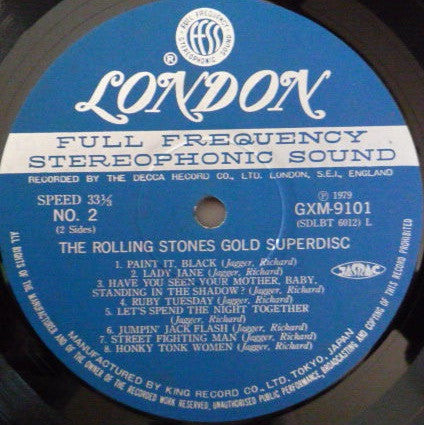 FULL FREQUENCY STEREOPHONIC SOUND
ffss
®
LONDON
FULL FREQUENCY
STEREOPHONIC SOUND
RECORDED BY THE DECCA RECORD CO., LTD. LONDON, S.E.I., ENGLAND
SPEED 33⅓
NO. 2
(2 Sides)
Ⓟ 1979
GXM-9101
(SDLBT 6012) L
THE ROLLING STONES GOLD SUPERDISC
1. PAINT IT, BLACK (Jagger, Richard)
2. LADY JANE (Jagger, Richard)
3. HAVE YOU SEEN YOUR MOTHER, BABY,
STANDING IN THE SHADOW? (Jagger, Richard)
4. RUBY TUESDAY (Jagger, Richard)
5. LET'S SPEND THE NIGHT TOGETHER
(Jagger, Richard)
6. JUMPIN' JACK FLASH (Jagger, Richard)
7. STREET FIGHTING MAN (Jagger, Richard)
8. HONKY TONK WOMEN (Jagger, Richard)
JASRAC
MANUFACTURED BY KING RECORD CO., LTD. TOKYO, JAPAN
ALL RIGHTS OF THE MANUFACTURER AND OF THE OWNER OF THE RECORDED WORK RESERVED, UNAUTHORISED PUBLIC PERFORMANCE, BROADCASTING AND COPYING OF THIS RECORD PROHIBITED